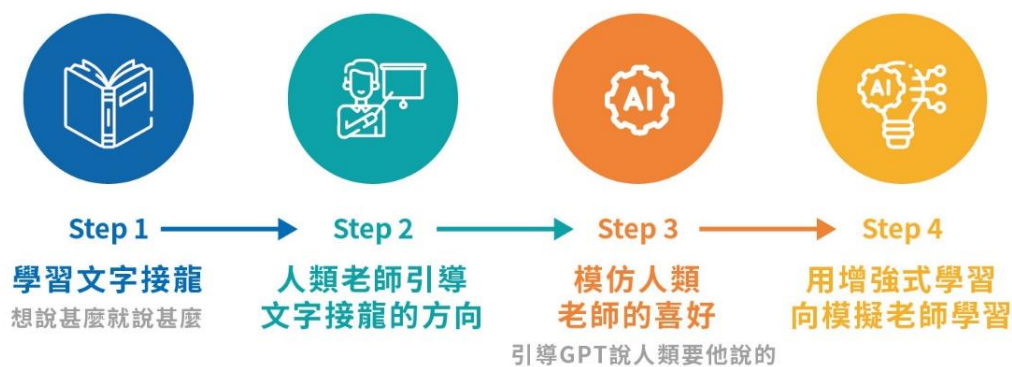 AI
AI
Step 1
Step 2
Step 3
Step 4
學習文字接龍
想說甚麼就說甚麼
人類老師引導
文字接龍的方向
模仿人類
老師的喜好
引導GPT說人類要他說的
用增強式學習
向模擬老師學習